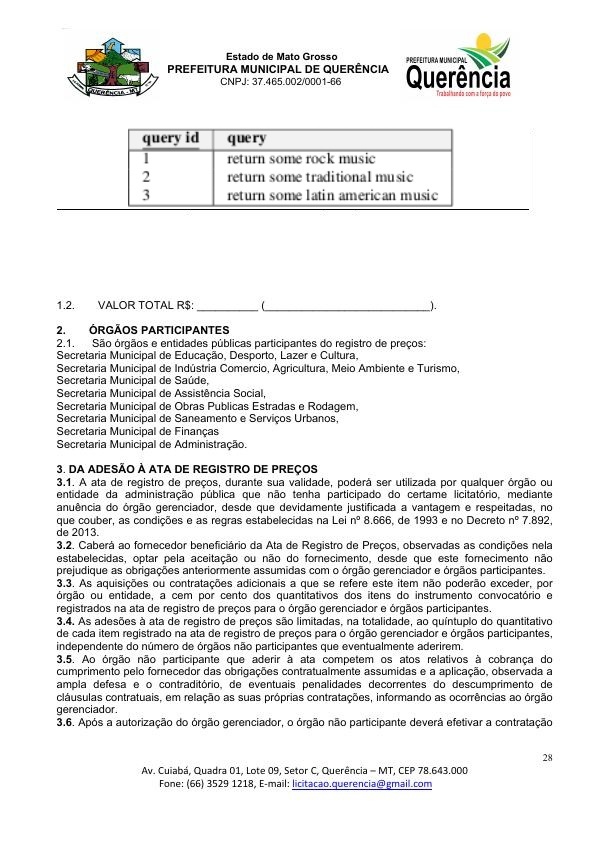 Estado de Mato Grosso
PREFEITURA MUNICIPAL DE QUERÊNCIA
CNPJ: 37.465.002/0001-66
QUERÊNCIA - MT
PREFEITURA MUNICIPAL
Querência
Trabalhando com a força do povo
query id query
1 return some rock music
2 return some traditional music
3 return some latin american music
1.2. VALOR TOTAL R$: __________ (___________________________).
2. ÓRGÃOS PARTICIPANTES
2.1. São órgãos e entidades públicas participantes do registro de preços:
Secretaria Municipal de Educação, Desporto, Lazer e Cultura,
Secretaria Municipal de Indústria Comercio, Agricultura, Meio Ambiente e Turismo,
Secretaria Municipal de Saúde,
Secretaria Municipal de Assistência Social,
Secretaria Municipal de Obras Publicas Estradas e Rodagem,
Secretaria Municipal de Saneamento e Serviços Urbanos,
Secretaria Municipal de Finanças
Secretaria Municipal de Administração.
3. DA ADESÃO À ATA DE REGISTRO DE PREÇOS
3.1. A ata de registro de preços, durante sua validade, poderá ser utilizada por qualquer órgão ou
entidade da administração pública que não tenha participado do certame licitatório, mediante
anuência do órgão gerenciador, desde que devidamente justificada a vantagem e respeitadas, no
que couber, as condições e as regras estabelecidas na Lei nº 8.666, de 1993 e no Decreto nº 7.892,
de 2013.
3.2. Caberá ao fornecedor beneficiário da Ata de Registro de Preços, observadas as condições nela
estabelecidas, optar pela aceitação ou não do fornecimento, desde que este fornecimento não
prejudique as obrigações anteriormente assumidas com o órgão gerenciador e órgãos participantes.
3.3. As aquisições ou contratações adicionais a que se refere este item não poderão exceder, por
órgão ou entidade, a cem por cento dos quantitativos dos itens do instrumento convocatório e
registrados na ata de registro de preços para o órgão gerenciador e órgãos participantes.
3.4. As adesões à ata de registro de preços são limitadas, na totalidade, ao quíntuplo do quantitativo
de cada item registrado na ata de registro de preços para o órgão gerenciador e órgãos participantes,
independente do número de órgãos não participantes que eventualmente aderirem.
3.5. Ao órgão não participante que aderir à ata competem os atos relativos à cobrança do
cumprimento pelo fornecedor das obrigações contratualmente assumidas e a aplicação, observada a
ampla defesa e o contraditório, de eventuais penalidades decorrentes do descumprimento de
cláusulas contratuais, em relação as suas próprias contratações, informando as ocorrências ao órgão
gerenciador.
3.6. Após a autorização do órgão gerenciador, o órgão não participante deverá efetivar a contratação
28
Av. Cuiabá, Quadra 01, Lote 09, Setor C, Querência – MT, CEP 78.643.000
Fone: (66) 3529 1218, E-mail: licitacao.querencia@gmail.com